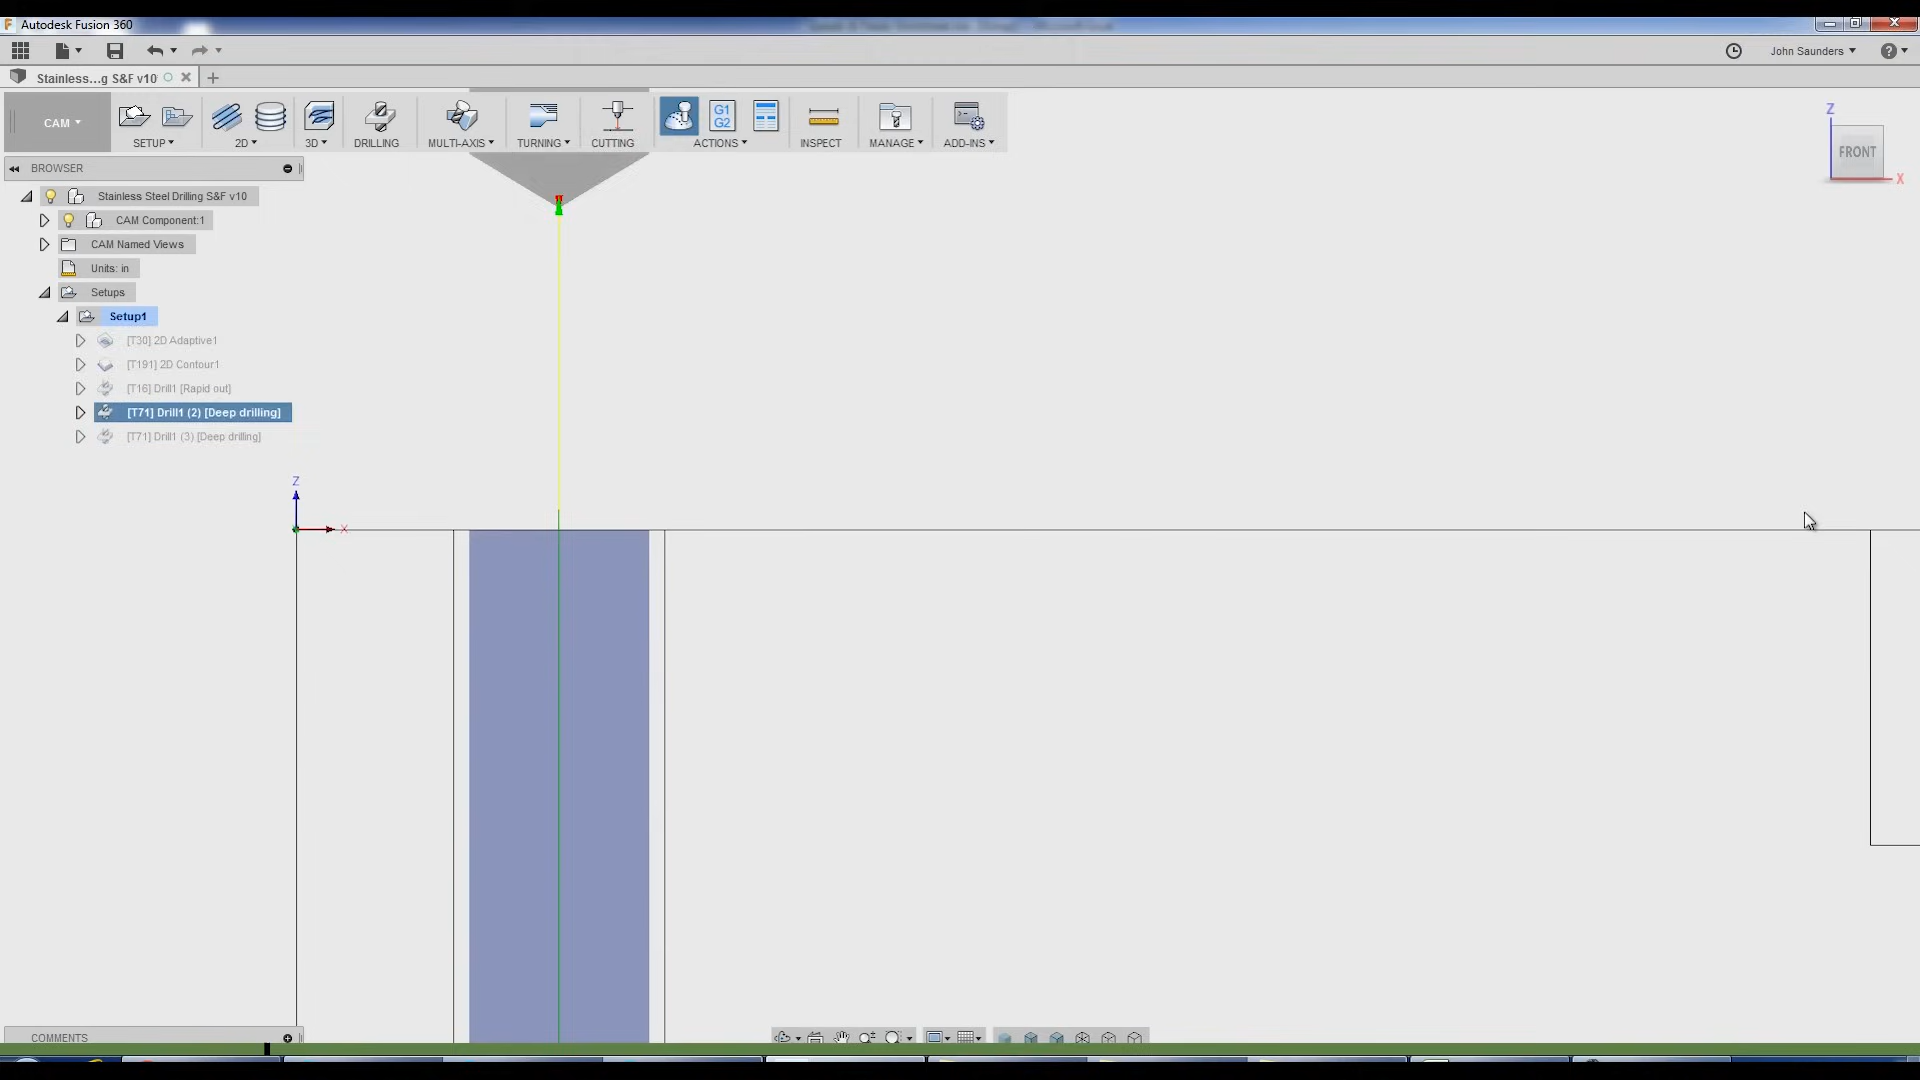 Autodesk Fusion 360
John Saunders
Stainless...g S&F v10
CAM
SETUP
2D
3D
DRILLING
MULTI-AXIS
TURNING
CUTTING
G1
G2
ACTIONS
INSPECT
MANAGE
ADD-INS
Z
FRONT
X
BROWSER
Stainless Steel Drilling S&F v10
CAM Component:1
CAM Named Views
Units: in
Setups
Setup1
[T30] 2D Adaptive1
[T191] 2D Contour1
[T16] Drill1 [Rapid out]
[T71] Drill1 (2) [Deep drilling]
[T71] Drill1 (3) [Deep drilling]
Z
X
COMMENTS